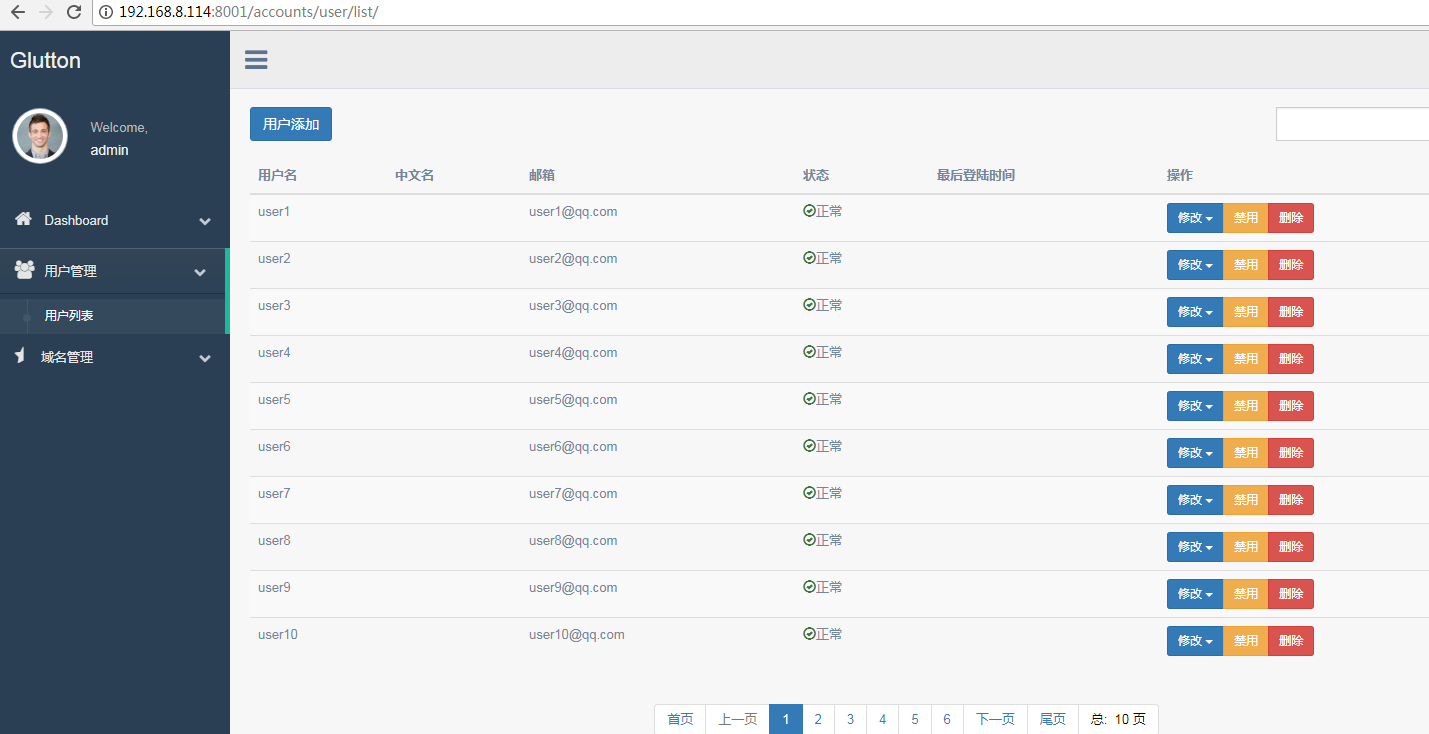 192.168.8.114:8001/accounts/user/list/
Glutton
Welcome,
admin
Dashboard
用户管理
用户列表
域名管理
用户添加
用户名 中文名 邮箱 状态 最后登陆时间 操作
user1 user1@qq.com 正常 修改 禁用 删除
user2 user2@qq.com 正常 修改 禁用 删除
user3 user3@qq.com 正常 修改 禁用 删除
user4 user4@qq.com 正常 修改 禁用 删除
user5 user5@qq.com 正常 修改 禁用 删除
user6 user6@qq.com 正常 修改 禁用 删除
user7 user7@qq.com 正常 修改 禁用 删除
user8 user8@qq.com 正常 修改 禁用 删除
user9 user9@qq.com 正常 修改 禁用 删除
user10 user10@qq.com 正常 修改 禁用 删除
首页 上一页 1 2 3 4 5 6 下一页 尾页 总: 10 页